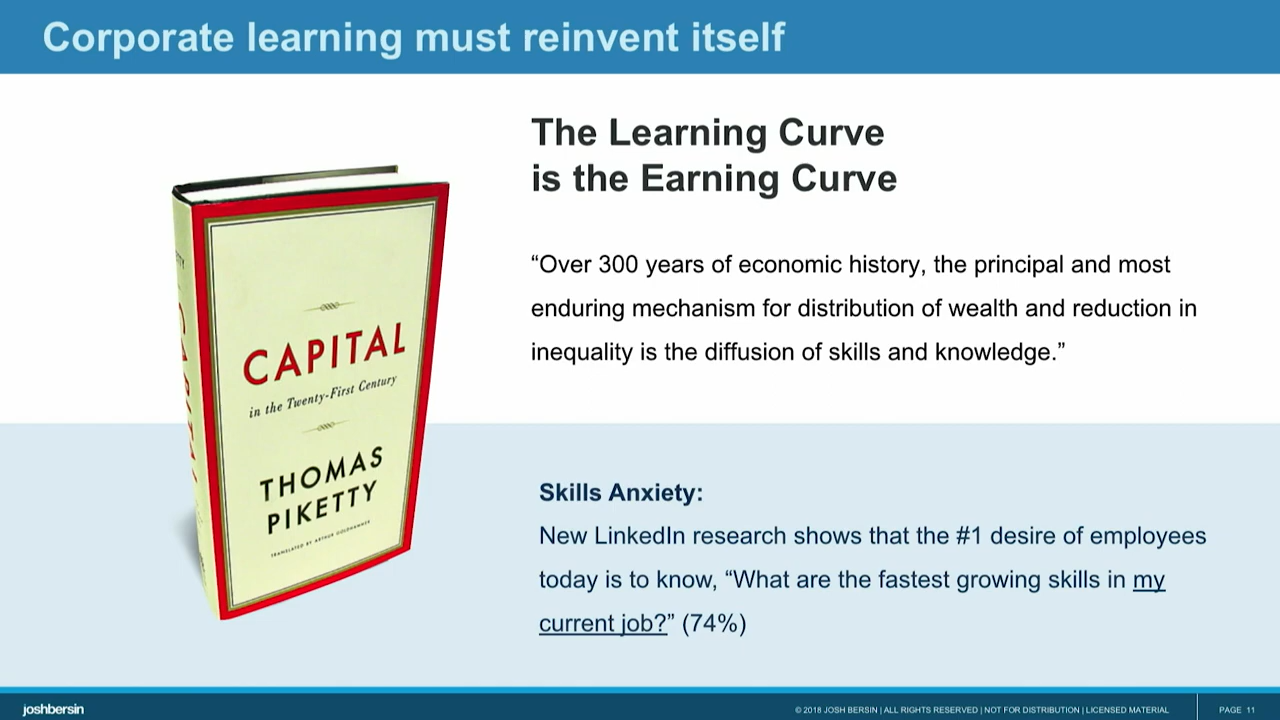 Corporate learning must reinvent itself
The Learning Curve
is the Earning Curve
“Over 300 years of economic history, the principal and most
enduring mechanism for distribution of wealth and reduction in
inequality is the diffusion of skills and knowledge.”
CAPITAL
in the Twenty-First Century
THOMAS
PIKETTY
TRANSLATED BY ARTHUR GOLDHAMMER
Skills Anxiety:
New LinkedIn research shows that the #1 desire of employees
today is to know, “What are the fastest growing skills in my
current job?” (74%)
joshbersin
© 2018 JOSH BERSIN | ALL RIGHTS RESERVED | NOT FOR DISTRIBUTION | LICENSED MATERIAL
PAGE 11